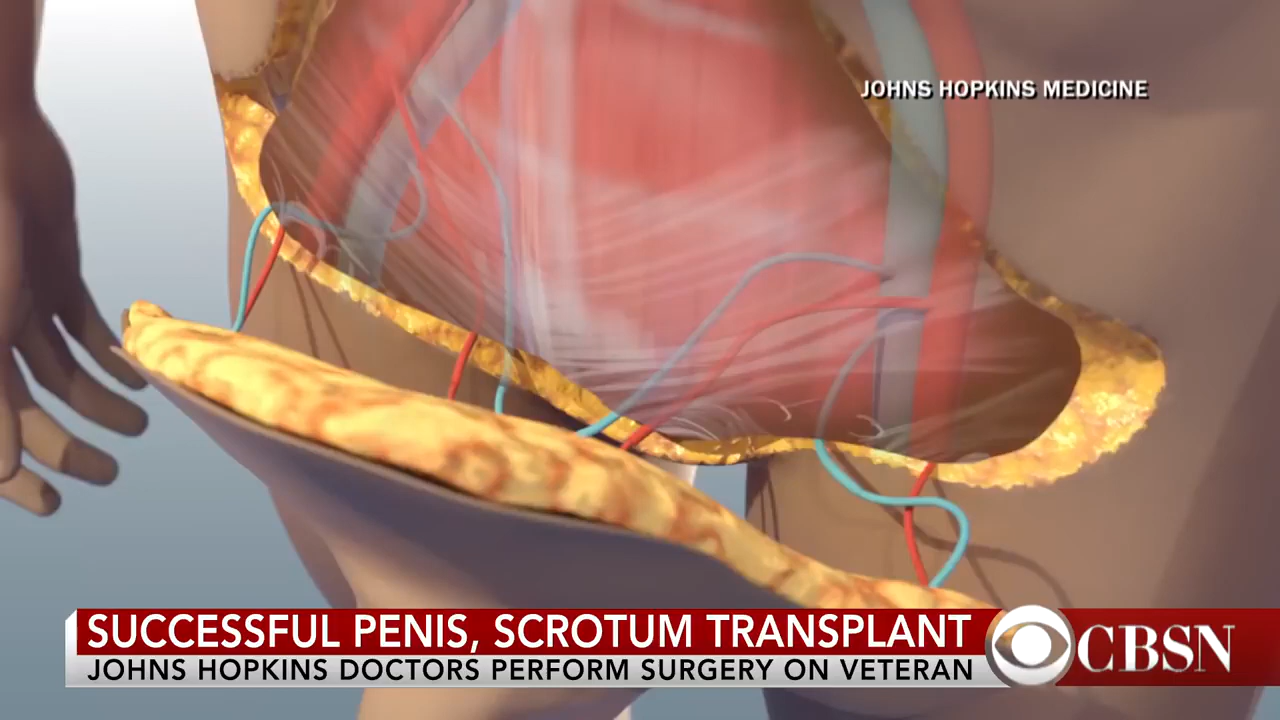 JOHNS HOPKINS MEDICINE
SUCCESSFUL PENIS, SCROTUM TRANSPLANT
JOHNS HOPKINS DOCTORS PERFORM SURGERY ON VETERAN
CBSN